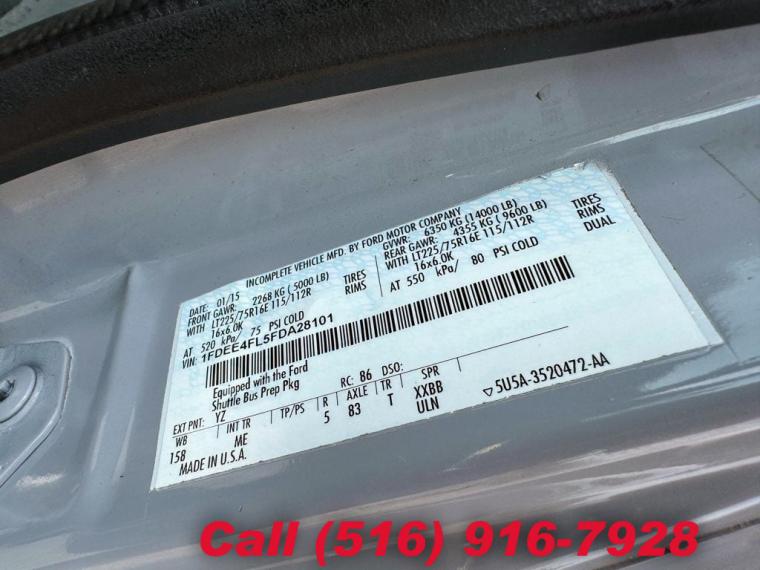 INCOMPLETE VEHICLE MFD. BY FORD MOTOR COMPANY
DATE: 01/15 GVWR: 6350 KG (14000 LB)
FRONT GAWR: 2268 KG (5000 LB) REAR GAWR: 4355 KG (9600 LB)
WITH LT225/75R16E 115/112R TIRES WITH LT225/75R16E 115/112R TIRES
16x6.0K RIMS 16x6.0K RIMS
AT 520 kPa/ 75 PSI COLD AT 550 kPa/ 80 PSI COLD DUAL
VIN: 1FDEE4FL5FDA28101
Equipped with the Ford
Shuttle Bus Prep Pkg
EXT PNT: YZ RC: 86 DSO:
WB INT TR TP/PS R AXLE TR SPR
158 ME 5 83 T XXBB
ULN
▽5U5A-3520472-AA
MADE IN U.S.A.
Call (516) 916-7928